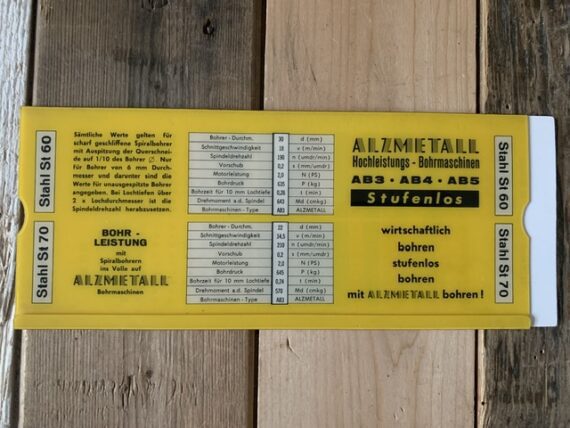 Stahl St 60
Sämtliche Werte gelten für
scharf geschliffene Spiralbohrer
mit Ausspitzung der Querschnei-
de auf 1/10 des Bohrer Ø. Nur
für Bohrer von 6 mm Durch-
messer und darunter sind die
Werte für unausgespitzte Bohrer
angegeben. Bei Lochtiefen über
2 x Lochdurchmesser ist die
Spindeldrehzahl herabzusetzen.
Bohrer - Durchm. 30 d (mm)
Schnittgeschwindigkeit 18 v (m/min)
Spindeldrehzahl 190 n (umdr/min)
Vorschub 0,2 s (mm/umdr)
Motorleistung 2,0 N (PS)
Bohrdruck 635 P (kg)
Bohrzeit für 10 mm Lochtiefe 0,26 t (min)
Drehmoment a.d. Spindel 643 Md (cmkg)
Bohrmaschinen - Type AB3 ALZMETALL
ALZMETALL
Hochleistungs - Bohrmaschinen
AB3 · AB4 · AB5
Stufenlos
Stahl St 60
Stahl St 70
BOHR -
LEISTUNG
mit
Spiralbohrern
ins Volle auf
ALZMETALL
Bohrmaschinen
Bohrer - Durchm. 22 d (mm)
Schnittgeschwindigkeit 14,5 v (m/min)
Spindeldrehzahl 210 n (umdr/min)
Vorschub 0,2 s (mm/umdr)
Motorleistung 2,0 N (PS)
Bohrdruck 645 P (kg)
Bohrzeit für 10 mm Lochtiefe 0,24 t (min)
Drehmoment a.d. Spindel 570 Md (cmkg)
Bohrmaschinen - Type AB3 ALZMETALL
wirtschaftlich
bohren
stufenlos
bohren
mit ALZMETALL bohren !
Stahl St 70